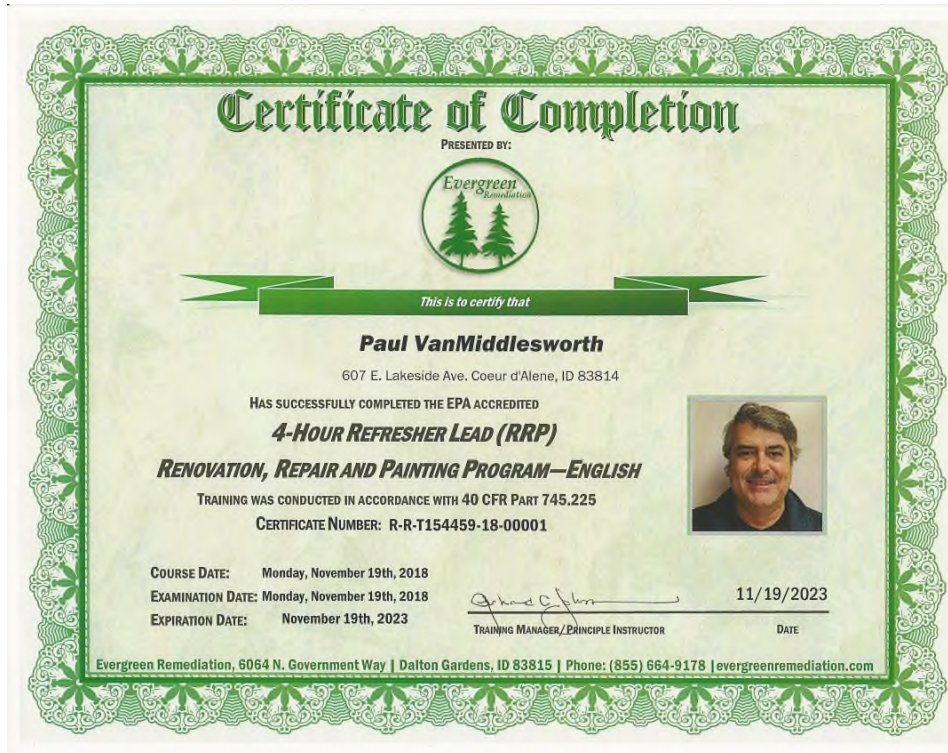 Certificate of Completion
PRESENTED BY:
Evergreen
Remediation
This is to certify that
Paul VanMiddlesworth
607 E. Lakeside Ave. Coeur d'Alene, ID 83814
HAS SUCCESSFULLY COMPLETED THE EPA ACCREDITED
4-HOUR REFRESHER LEAD (RRP)
RENOVATION, REPAIR AND PAINTING PROGRAM—ENGLISH
TRAINING WAS CONDUCTED IN ACCORDANCE WITH 40 CFR PART 745.225
CERTIFICATE NUMBER: R-R-T154459-18-00001
COURSE DATE: Monday, November 19th, 2018
EXAMINATION DATE: Monday, November 19th, 2018
EXPIRATION DATE: November 19th, 2023
11/19/2023
TRAINING MANAGER/PRINCIPLE INSTRUCTOR DATE
Evergreen Remediation, 6064 N. Government Way | Dalton Gardens, ID 83815 | Phone: (855) 664-9178 |evergreenremediation.com